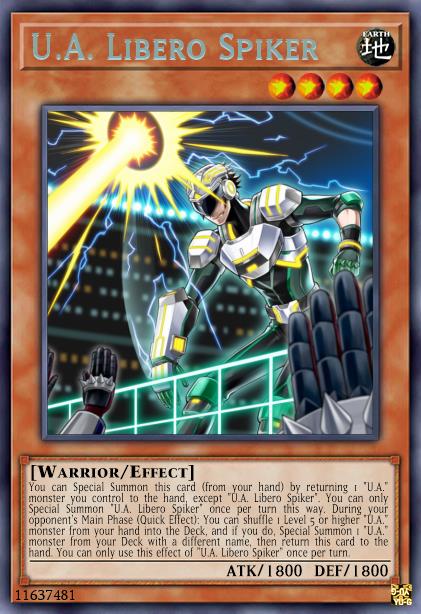 U.A. Libero Spiker
EARTH
地
[Warrior/Effect]
You can Special Summon this card (from your hand) by returning 1 "U.A."
monster you control to the hand, except "U.A. Libero Spiker". You can only
Special Summon "U.A. Libero Spiker" once per turn this way. During your
opponent's Main Phase (Quick Effect): You can shuffle 1 Level 5 or higher "U.A."
monster from your hand into the Deck, and if you do, Special Summon 1 "U.A."
monster from your Deck with a different name, then return this card to the
hand. You can only use this effect of "U.A. Libero Spiker" once per turn.
ATK/1800 DEF/1800
11637481